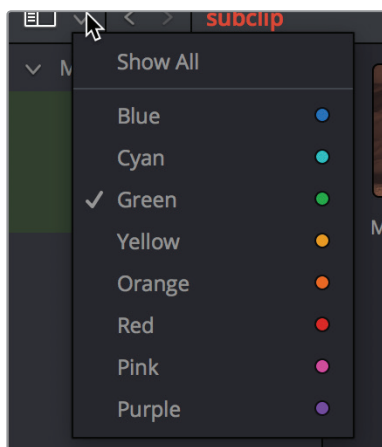 subclip
M
Show All
Blue
Cyan
Green
Yellow
M
Orange
Red
Pink
Purple